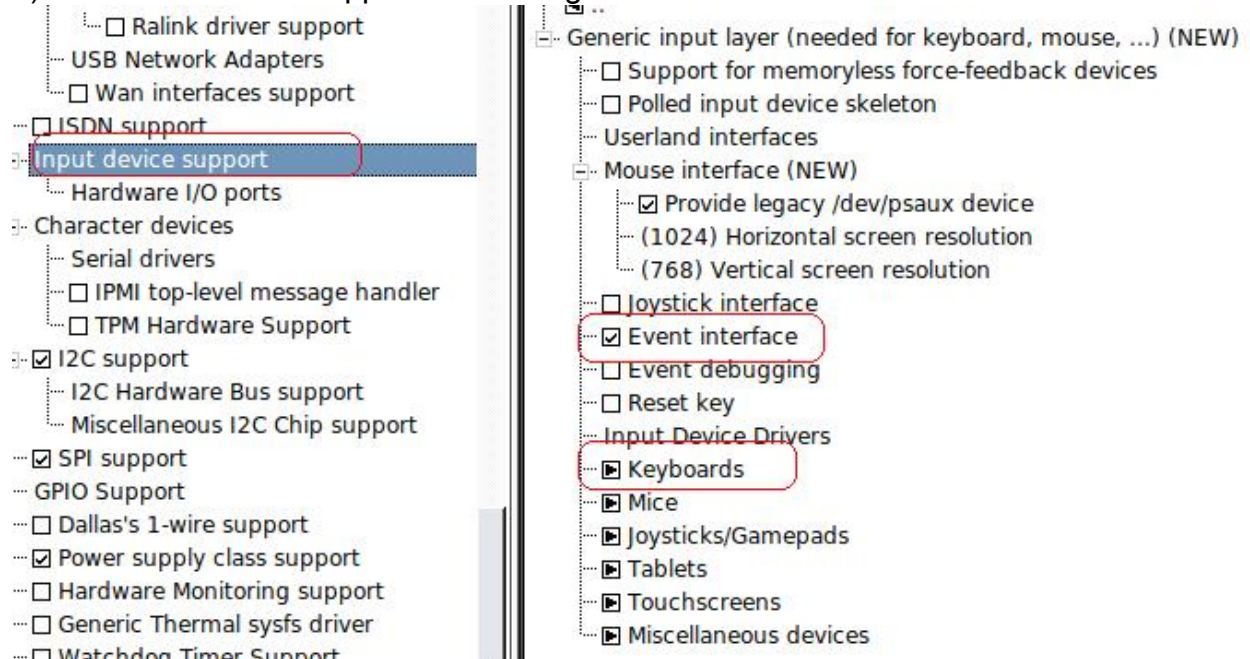 Ralink driver support
USB Network Adapters
Wan interfaces support
ISDN support
Input device support
Hardware I/O ports
Character devices
Serial drivers
IPMI top-level message handler
TPM Hardware Support
I2C support
I2C Hardware Bus support
Miscellaneous I2C Chip support
SPI support
GPIO Support
Dallas's 1-wire support
Power supply class support
Hardware Monitoring support
Generic Thermal sysfs driver
Watchdog Timer Support
..
Generic input layer (needed for keyboard, mouse, ...) (NEW)
Support for memoryless force-feedback devices
Polled input device skeleton
Userland interfaces
Mouse interface (NEW)
Provide legacy /dev/psaux device
(1024) Horizontal screen resolution
(768) Vertical screen resolution
Joystick interface
Event interface
Event debugging
Reset key
Input Device Drivers
Keyboards
Mice
Joysticks/Gamepads
Tablets
Touchscreens
Miscellaneous devices